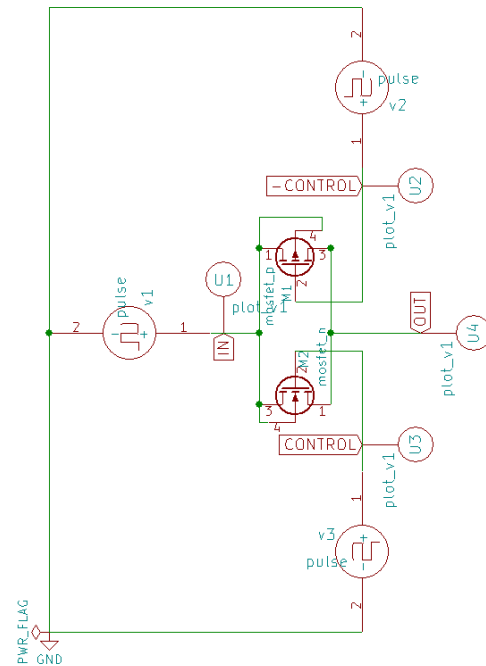 2
pulse
-
+
v2
1
-CONTROL
U2
plot_v1
4
1
3
2
mosfet_p
M1
U1
plot_v1
pulse
v1
2
-
+
1
IN
OUT
U4
plot_v1
M2
mosfet_n
2
3
1
4
CONTROL
U3
plot_v1
1
v3
+
pulse
-
2
PWR_FLAG
GND